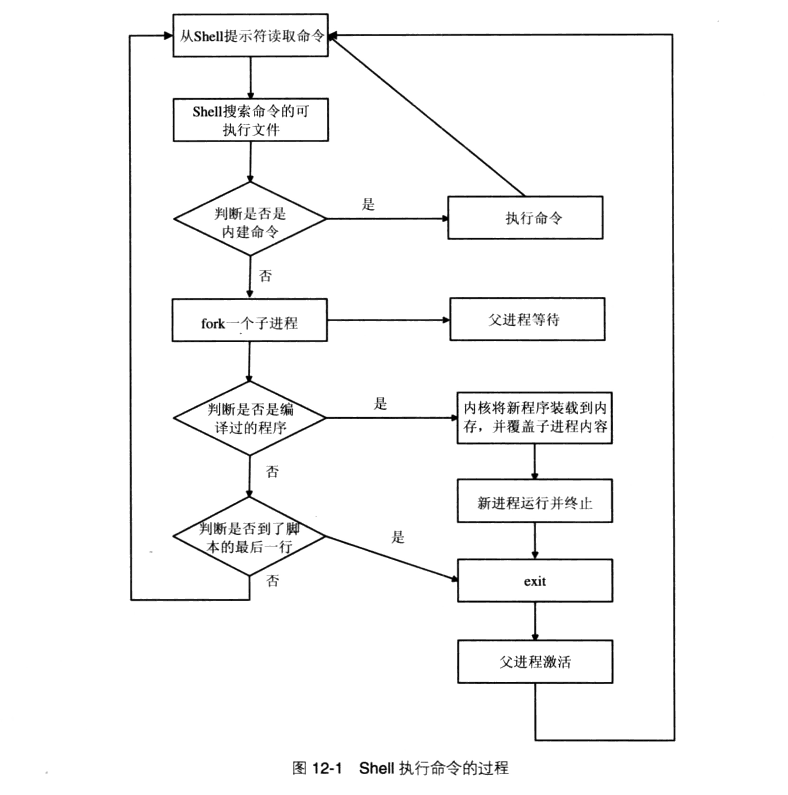 从Shell提示符读取命令
Shell搜索命令的可
执行文件
判断是否是
内建命令
是
执行命令
否
fork一个子进程
父进程等待
判断是否是编
译过的程序
是
内核将新程序装载到内
存，并覆盖子进程内容
否
新进程运行并终止
判断是否到了脚
本的最后一行
是
否
exit
父进程激活
图 12-1 Shell 执行命令的过程